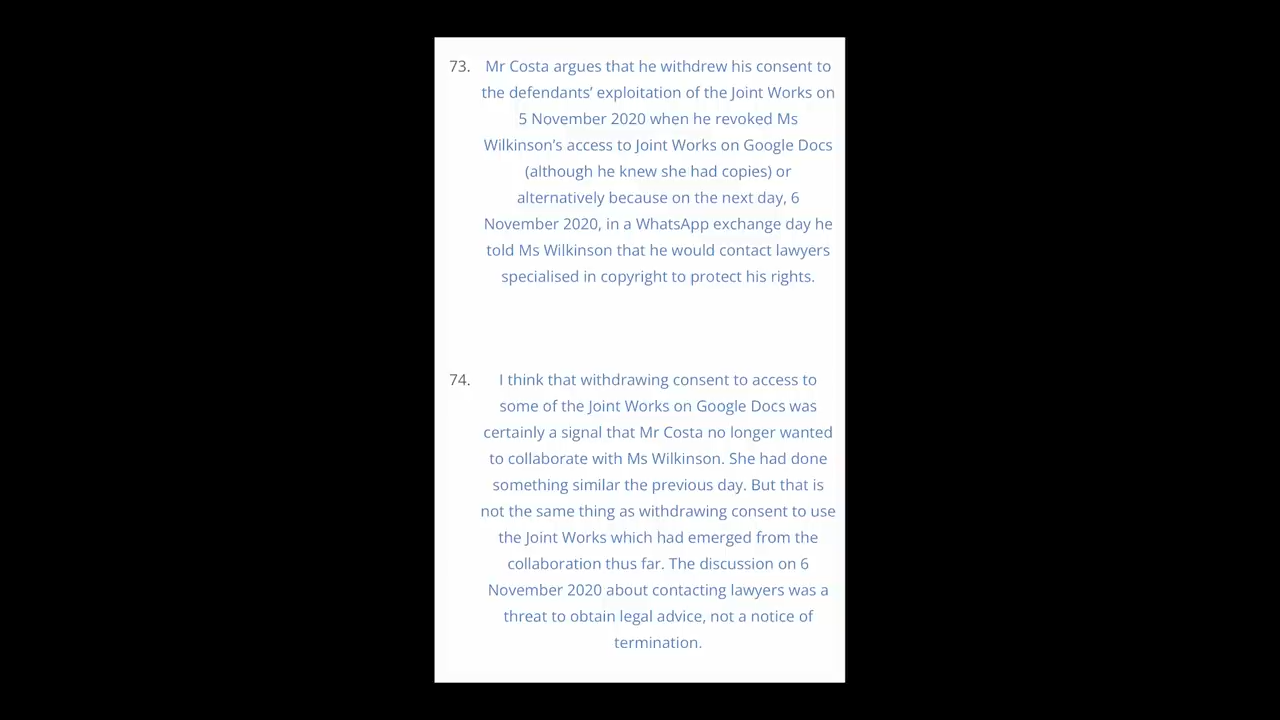 73. Mr Costa argues that he withdrew his consent to
the defendants’ exploitation of the Joint Works on
5 November 2020 when he revoked Ms
Wilkinson’s access to Joint Works on Google Docs
(although he knew she had copies) or
alternatively because on the next day, 6
November 2020, in a WhatsApp exchange day he
told Ms Wilkinson that he would contact lawyers
specialised in copyright to protect his rights.
74. I think that withdrawing consent to access to
some of the Joint Works on Google Docs was
certainly a signal that Mr Costa no longer wanted
to collaborate with Ms Wilkinson. She had done
something similar the previous day. But that is
not the same thing as withdrawing consent to use
the Joint Works which had emerged from the
collaboration thus far. The discussion on 6
November 2020 about contacting lawyers was a
threat to obtain legal advice, not a notice of
termination.